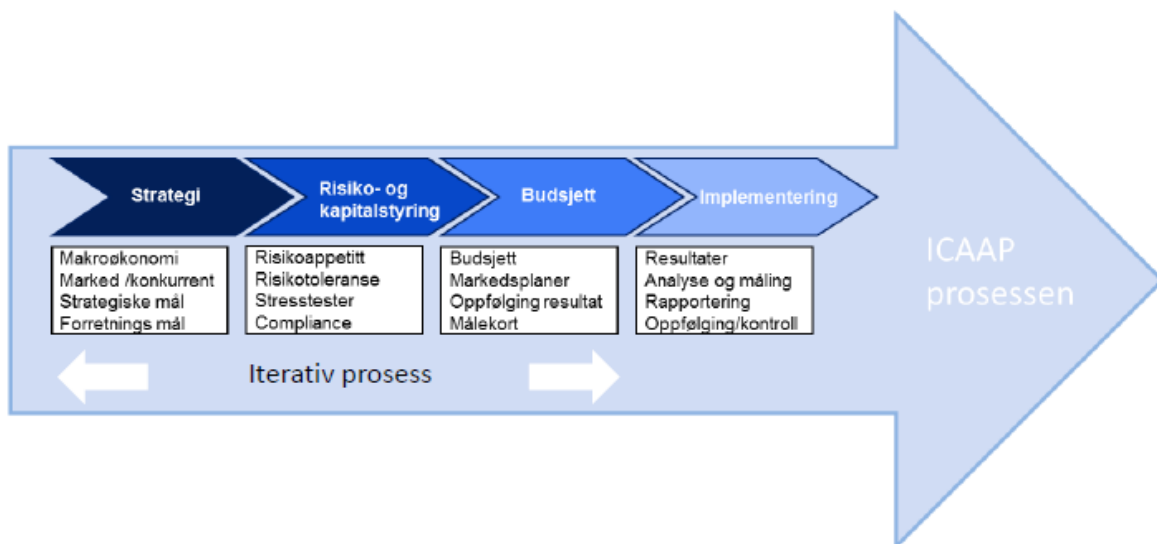 Strategi
Risiko- og
kapitalstyring
Budsjett
Implementering
Makroøkonomi
Marked /konkurrent
Strategiske mål
Forretnings mål
Risikoappetitt
Risikotoleranse
Stresstester
Compliance
Budsjett
Markedsplaner
Oppfølging resultat
Målekort
Resultater
Analyse og måling
Rapportering
Oppfølging/kontroll
Iterativ prosess
ICAAP
prosessen